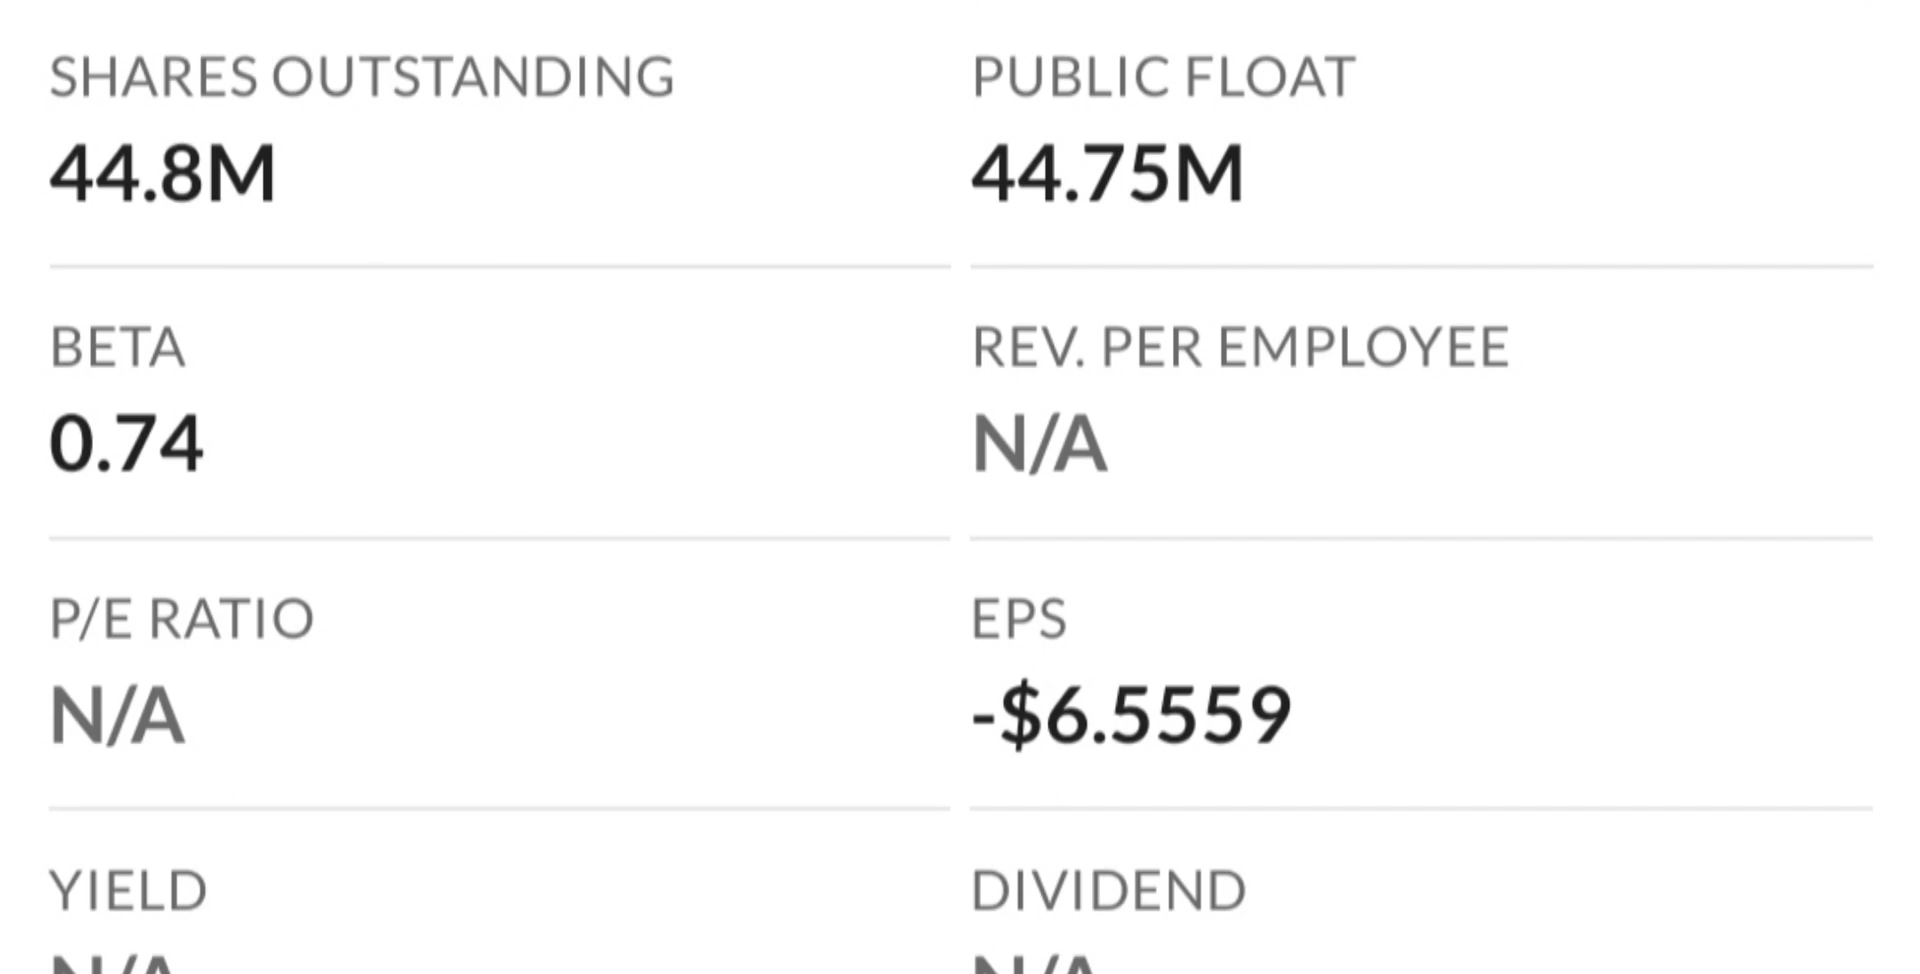 SHARES OUTSTANDING
44.8M
PUBLIC FLOAT
44.75M
BETA
0.74
REV. PER EMPLOYEE
N/A
P/E RATIO
N/A
EPS
-$6.5559
YIELD
N/A
DIVIDEND
N/A